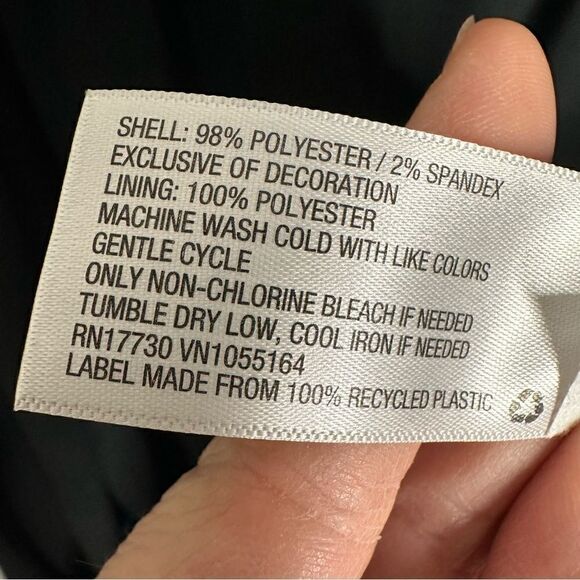 SHELL: 98% POLYESTER / 2% SPANDEX
EXCLUSIVE OF DECORATION
LINING: 100% POLYESTER
MACHINE WASH COLD WITH LIKE COLORS
GENTLE CYCLE
ONLY NON-CHLORINE BLEACH IF NEEDED
TUMBLE DRY LOW, COOL IRON IF NEEDED
RN17730 VN1055164
LABEL MADE FROM 100% RECYCLED PLASTIC